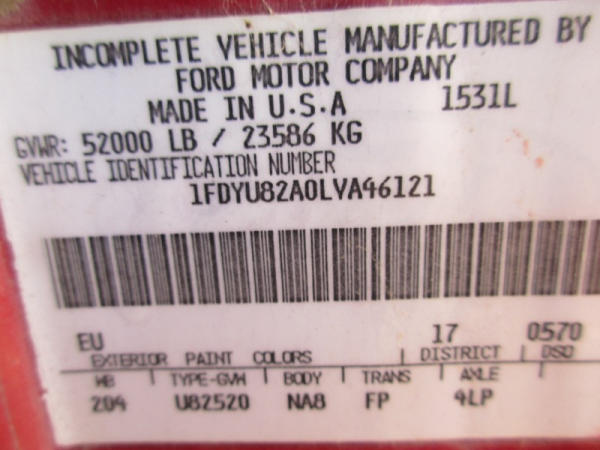 INCOMPLETE VEHICLE MANUFACTURED BY
FORD MOTOR COMPANY
MADE IN U.S.A 1531L
GVWR: 52000 LB / 23586 KG
VEHICLE IDENTIFICATION NUMBER
1FDYU82A0LVA46121
EU 17 0570
EXTERIOR PAINT COLORS | DISTRICT | DSO
WB | TYPE-GVW | BODY | TRANS | AXLE
204 U82520 NA8 FP 4LP